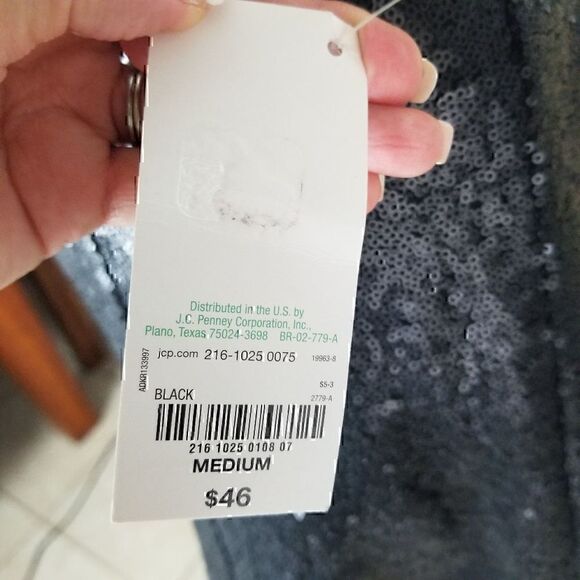 Distributed in the U.S. by
J.C. Penney Corporation, Inc.,
Plano, Texas 75024-3698 BR-02-779-A
jcp.com 216-1025 0075 19963-8
ADKR133997
S5-3
BLACK 2779-A
216 1025 0108 07
MEDIUM
$46